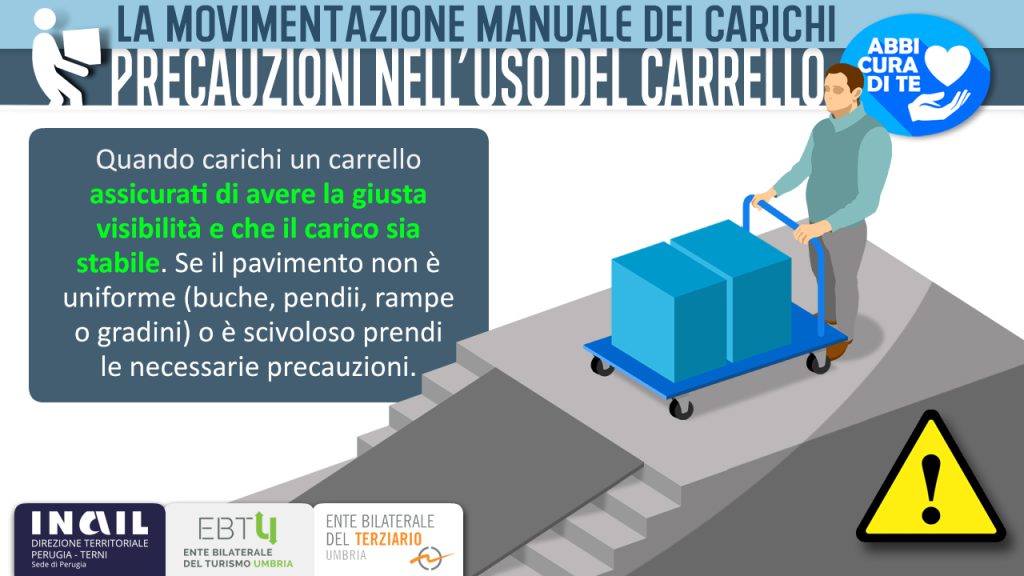 LA MOVIMENTAZIONE MANUALE DEI CARICHI
PRECAUZIONI NELL'USO DEL CARRELLO
ABBI
CURA
DI TE
Quando carichi un carrello
assicurati di avere la giusta
visibilità e che il carico sia
stabile. Se il pavimento non è
uniforme (buche, pendii, rampe
o gradini) o è scivoloso prendi
le necessarie precauzioni.
INAIL
DIREZIONE TERRITORIALE
PERUGIA - TERNI
Sede di Perugia
EBTU
ENTE BILATERALE
DEL TURISMO UMBRIA
ENTE BILATERALE
DEL TERZIARIO
UMBRIA